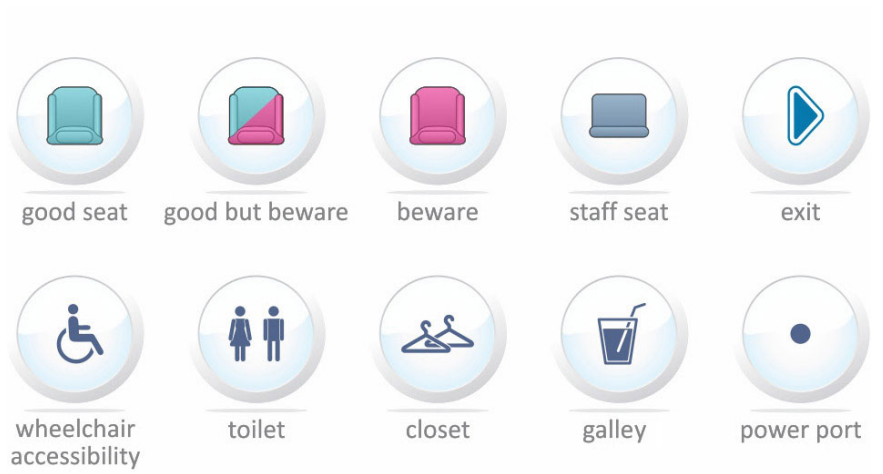 good seat
good but beware
beware
staff seat
exit
wheelchair
accessibility
toilet
closet
galley
power port